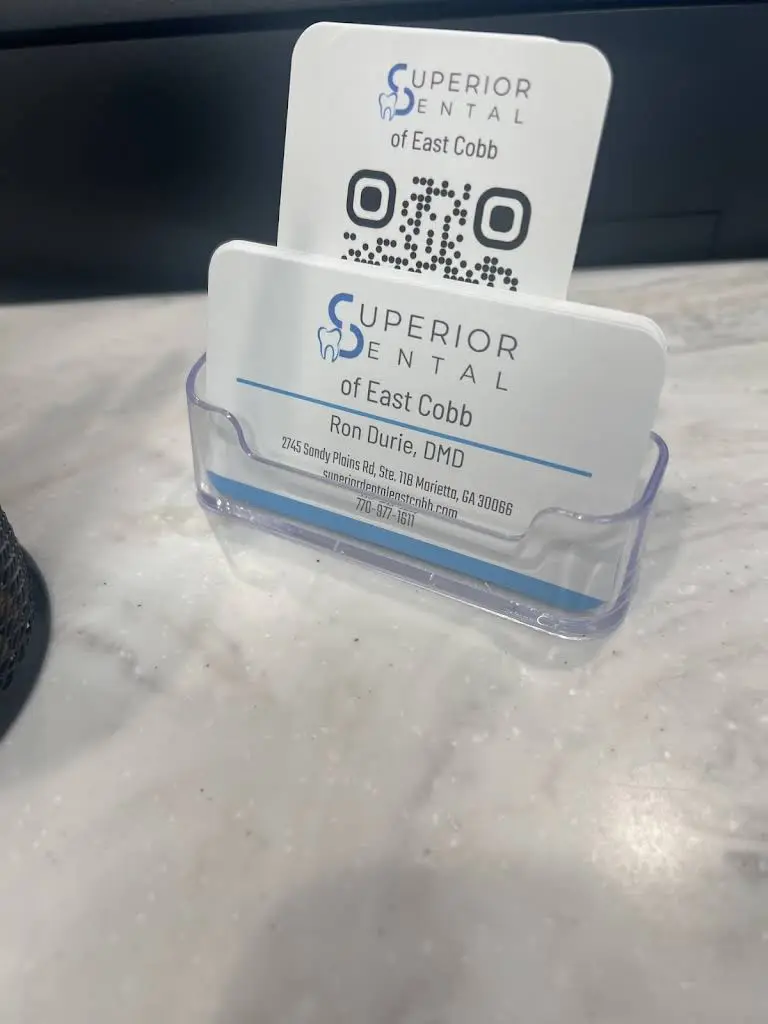 SUPERIOR
DENTAL
of East Cobb
SUPERIOR
DENTAL
of East Cobb
Ron Durie, DMD
2745 Sandy Plains Rd, Ste. 118 Marietta, GA 30066
superiordentaleastcobb.com
770-977-1611